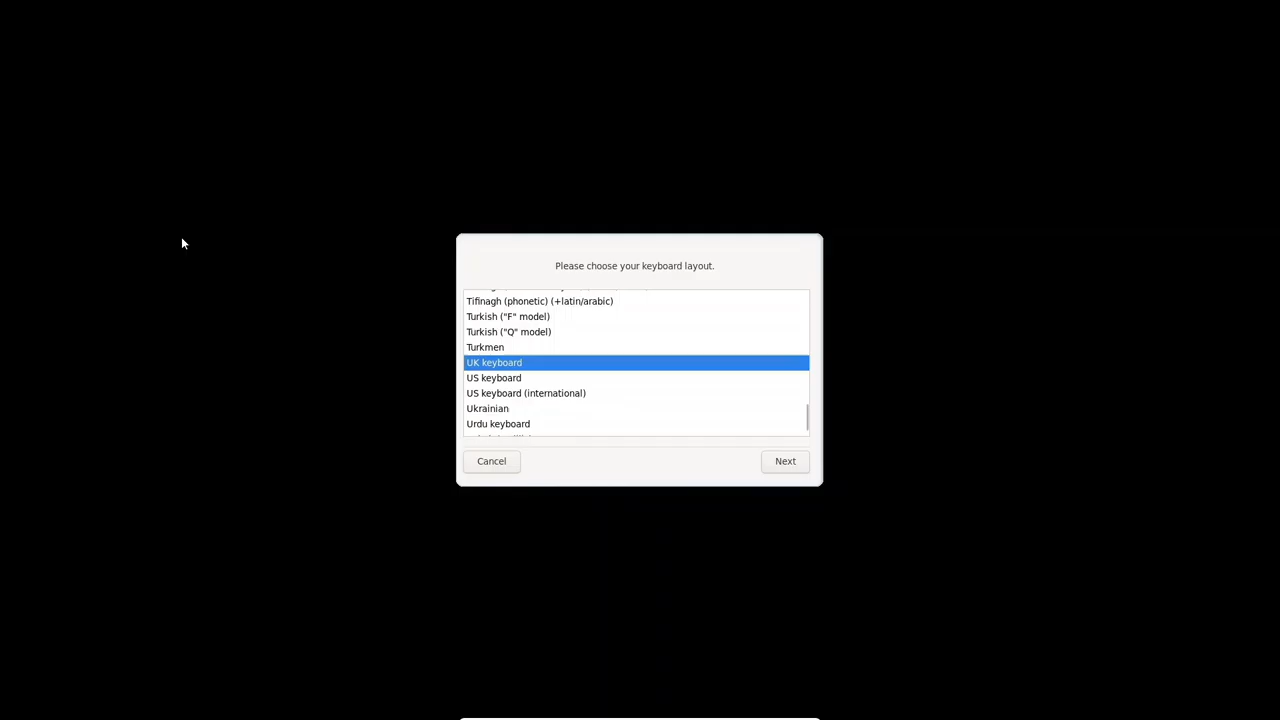 Please choose your keyboard layout.
Tifinagh (phonetic) (+latin/arabic)
Turkish ("F" model)
Turkish ("Q" model)
Turkmen
UK keyboard
US keyboard
US keyboard (international)
Ukrainian
Urdu keyboard
Cancel
Next